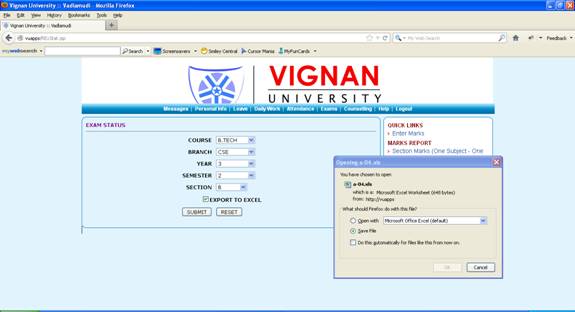 Vignan University :: Vadlamudi - Mozilla Firefox
File Edit View History Bookmarks Tools Help
Vignan University :: Vadlamudi
My Web Search
Feedback
mywebsearch
Search
Screensavers
Smiley Central
Cursor Mania
MyFunCards
VIGNAN
UNIVERSITY
Messages | Personal Info | Leave | Daily Work | Attendance | Exams | Counselling | Help | Logout
EXAM STATUS
COURSE B.TECH
BRANCH CSE
YEAR 3
SEMESTER 2
SECTION B
EXPORT TO EXCEL
SUBMIT RESET
QUICK LINKS
Enter Marks
MARKS REPORT
Section Marks (One Subject - One
Opening a-04.xls
You have chosen to open:
a-04.xls
which is a: Microsoft Excel Worksheet (648 bytes)
from: http://vuapps
What should Firefox do with this file?
Open with Microsoft Office Excel (default)
Save File
Do this automatically for files like this from now on.
OK Cancel